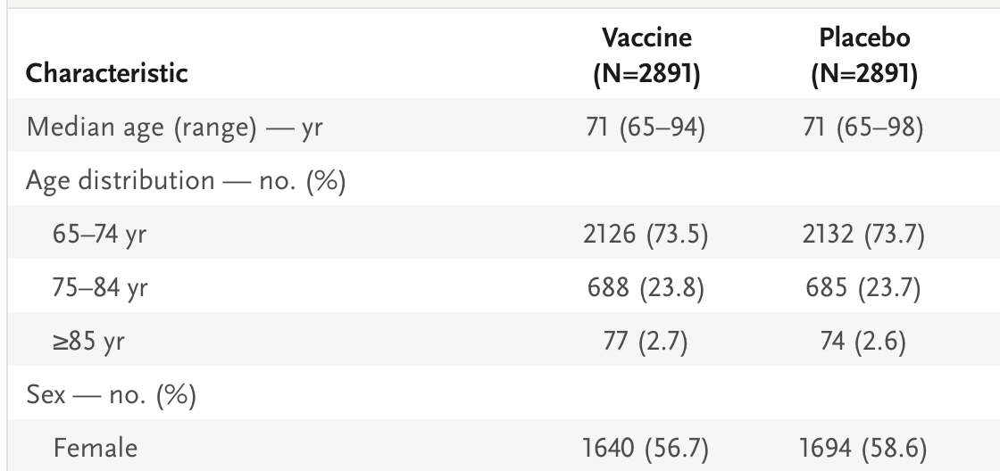 Vaccine Placebo
Characteristic (N=2891) (N=2891)
Median age (range) — yr 71 (65–94) 71 (65–98)
Age distribution — no. (%)
65–74 yr 2126 (73.5) 2132 (73.7)
75–84 yr 688 (23.8) 685 (23.7)
≥85 yr 77 (2.7) 74 (2.6)
Sex — no. (%)
Female 1640 (56.7) 1694 (58.6)